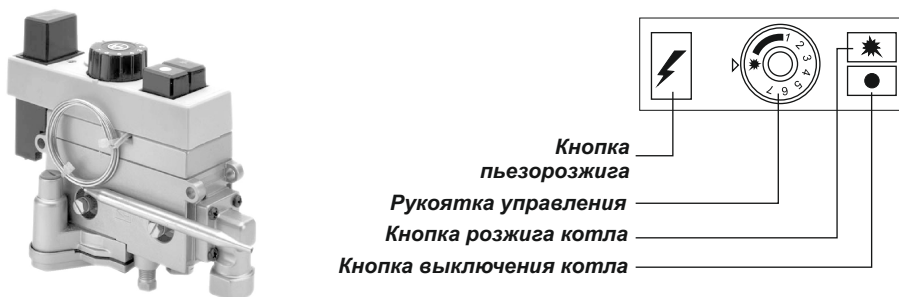 1 2 3 4 5 6 7
Кнопка
пьезорозжига
Рукоятка управления
Кнопка розжига котла
Кнопка выключения котла